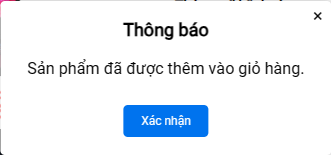 Thông báo
Sản phẩm đã được thêm vào giỏ hàng.
Xác nhận